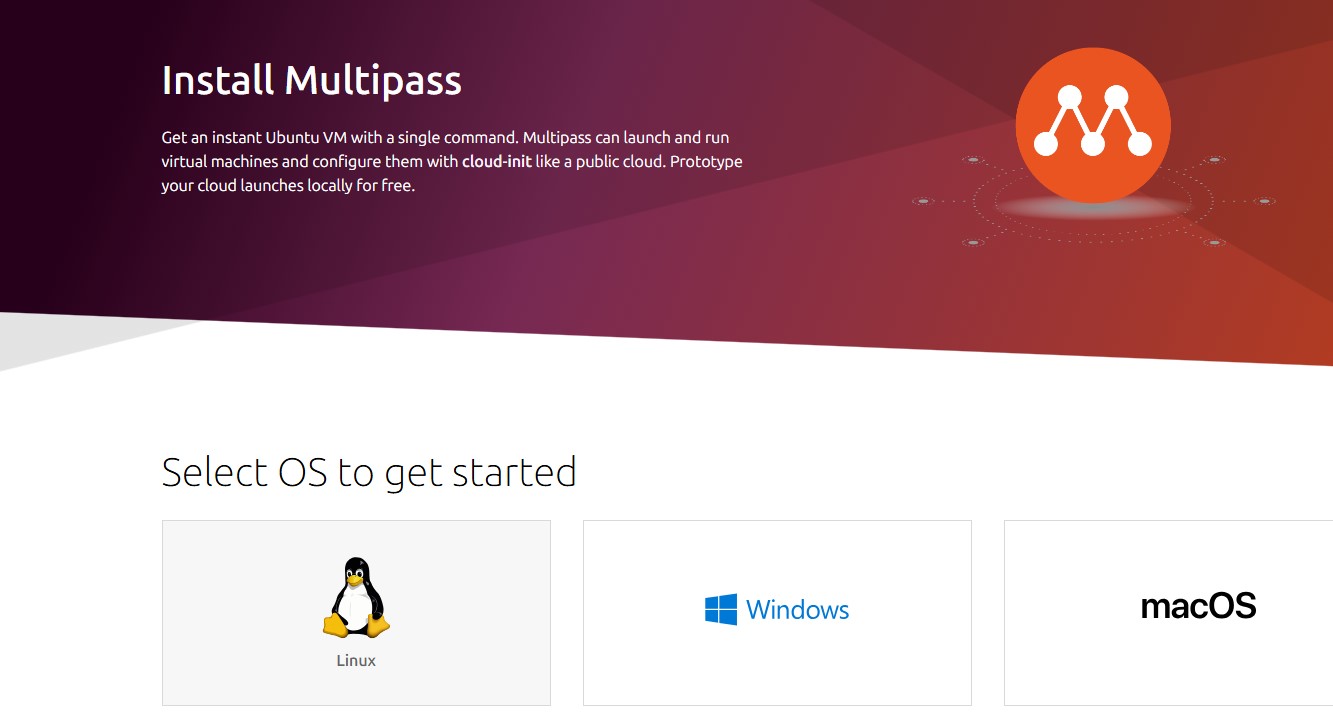 Install Multipass
Get an instant Ubuntu VM with a single command. Multipass can launch and run
virtual machines and configure them with cloud-init like a public cloud. Prototype
your cloud launches locally for free.
Select OS to get started
Linux
Windows
macOS